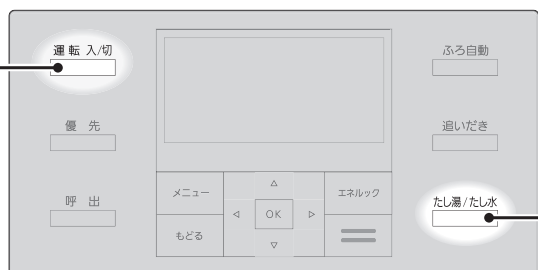 運転 入/切
ふろ自動
優先
追いだき
呼出
メニュー
△
エネルック
たし湯/たし水
◁
OK
▷
もどる
▽